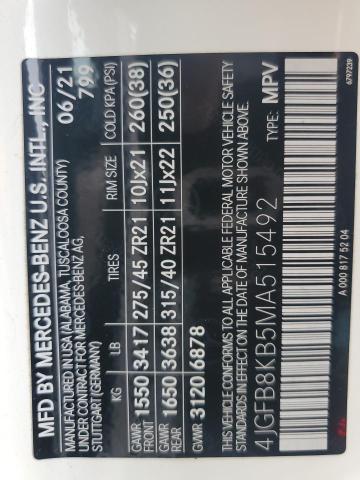 MFD BY MERCEDES-BENZ U.S. INTL., INC
MANUFACTURED IN USA (ALABAMA, TUSCALOOSA COUNTY) 06/21
UNDER CONTRACT FOR MERCEDES-BENZ AG, 799
STUTTGART (GERMANY)
KG LB TIRES RIM SIZE COLD KPA(PSI)
GAWR FRONT 1550 3417 275/45 ZR21 10Jx21 260(38)
GAWR REAR 1650 3638 315/40 ZR21 11Jx22 250(36)
GVWR 3120 6878
VEHICLE CONFORMS TO ALL APPLICABLE FEDERAL MOTOR VEHICLE SAFETY
AND THEFT PREVENTION STANDARDS IN EFFECT ON THE DATE OF MANUFACTURE SHOWN ABOVE.
4JGFB8KB5MA515492 TYPE: MPV
A 000 817 52 04
6797239